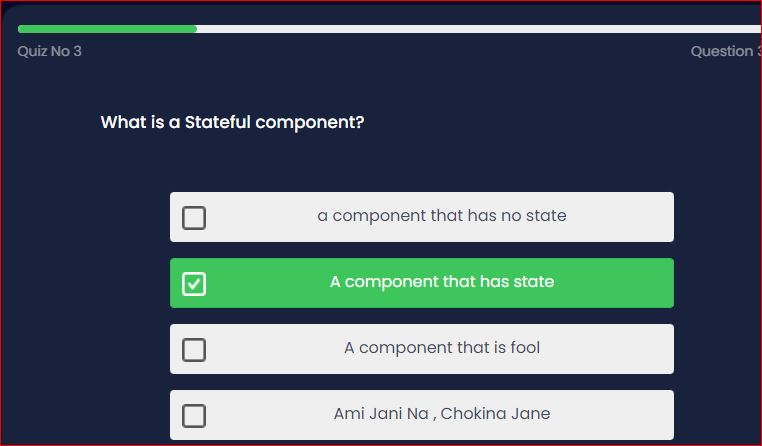 Quiz No 3
Question 3
What is a Stateful component?
a component that has no state
A component that has state
A component that is fool
Ami Jani Na , Chokina Jane